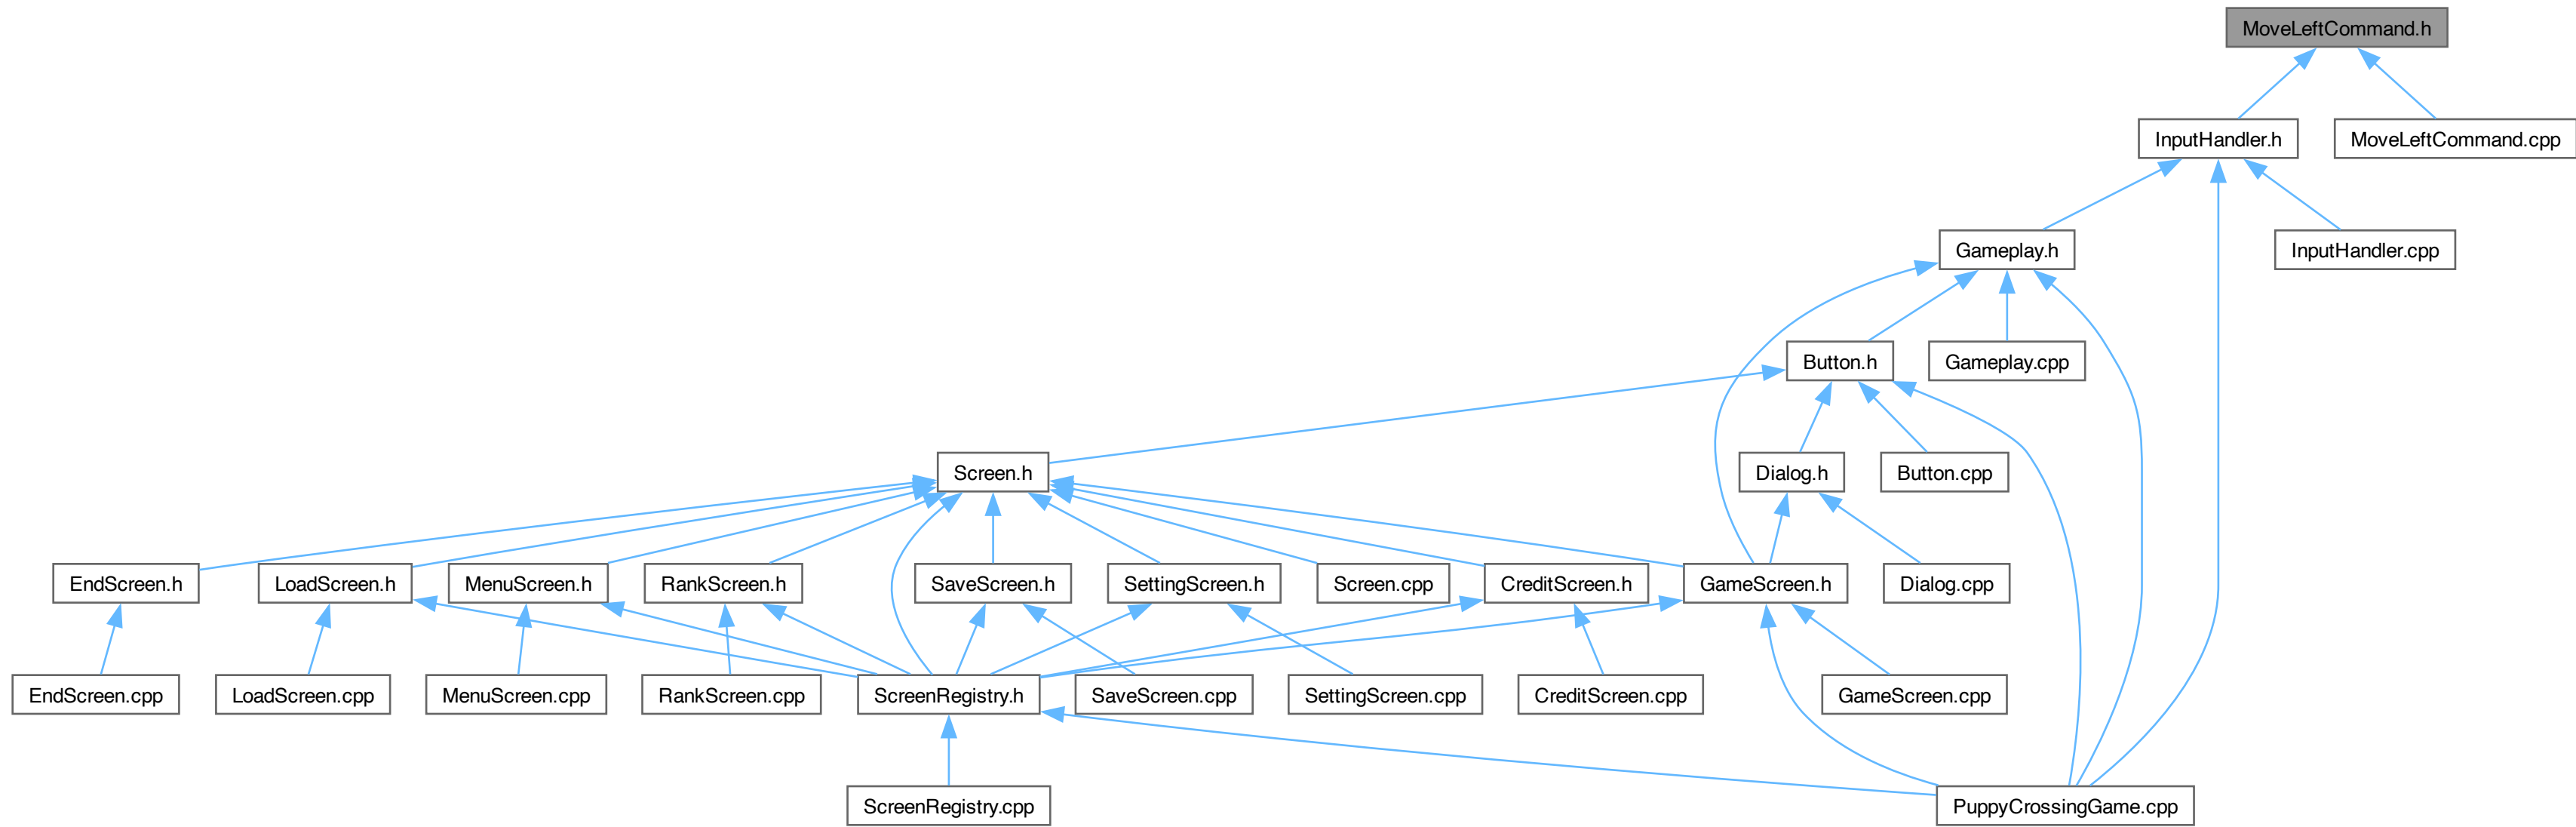 MoveLeftCommand.h
InputHandler.h
MoveLeftCommand.cpp
Gameplay.h
InputHandler.cpp
Button.h
Gameplay.cpp
Screen.h
Dialog.h
Button.cpp
EndScreen.h
LoadScreen.h
MenuScreen.h
RankScreen.h
SaveScreen.h
SettingScreen.h
Screen.cpp
CreditScreen.h
GameScreen.h
Dialog.cpp
EndScreen.cpp
LoadScreen.cpp
MenuScreen.cpp
RankScreen.cpp
ScreenRegistry.h
SaveScreen.cpp
SettingScreen.cpp
CreditScreen.cpp
GameScreen.cpp
ScreenRegistry.cpp
PuppyCrossingGame.cpp